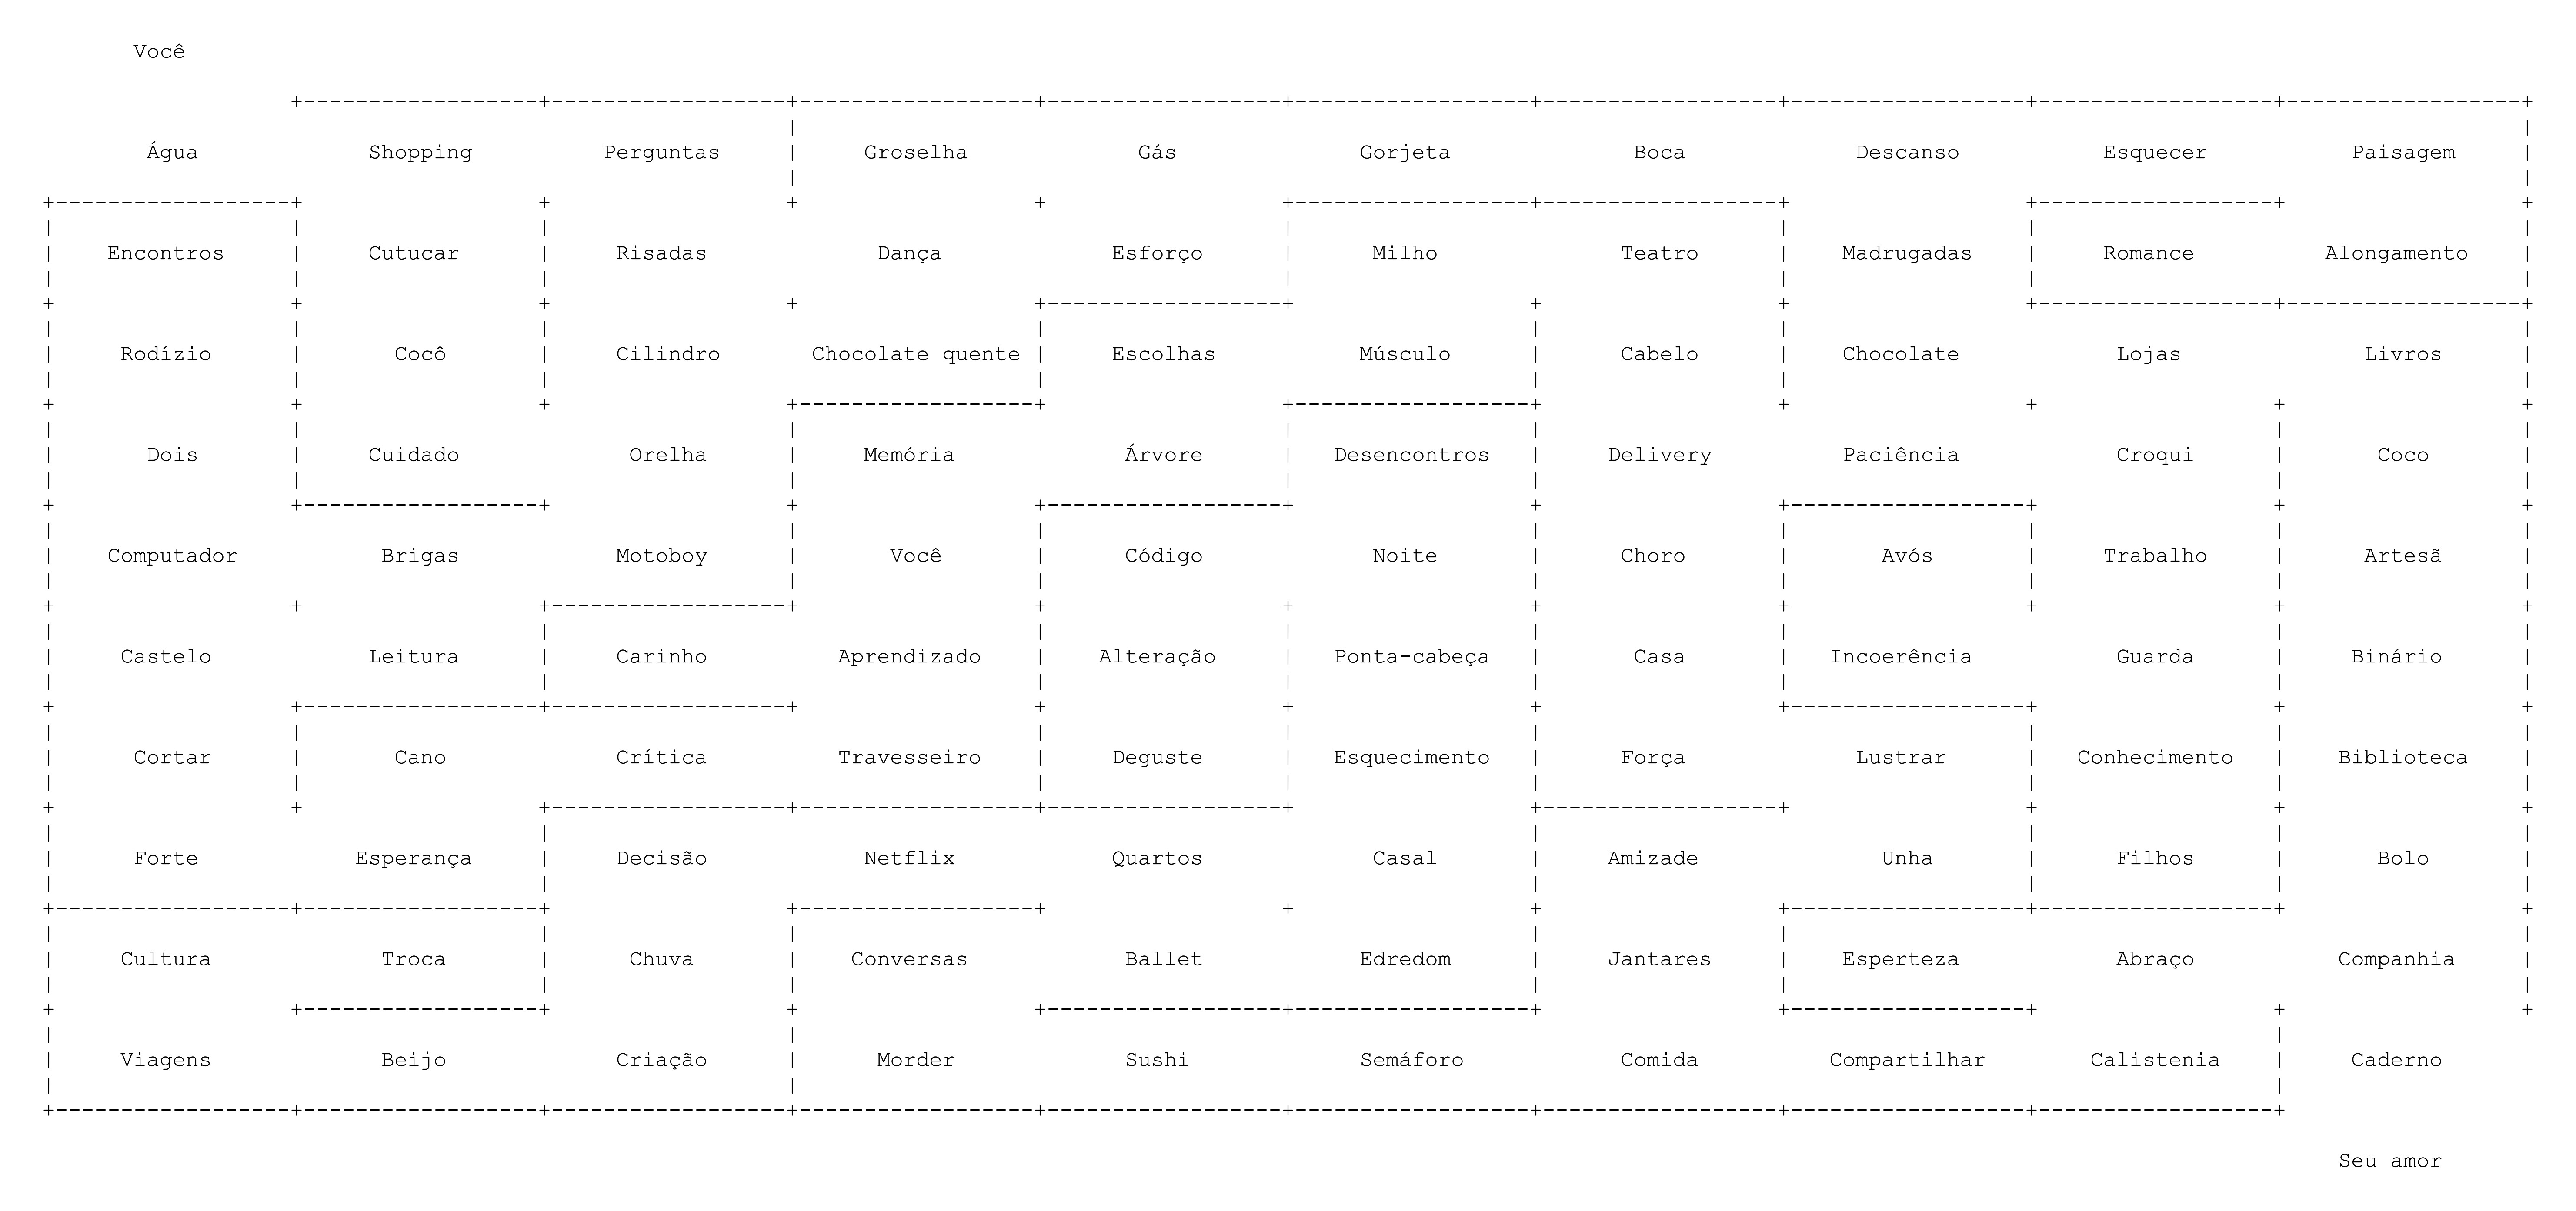 Você
Água Shopping Perguntas Groselha Gás Gorjeta Boca Descanso Esquecer Paisagem
Encontros Cutucar Risadas Dança Esforço Milho Teatro Madrugadas Romance Alongamento
Rodízio Cocô Cilindro Chocolate quente Escolhas Músculo Cabelo Chocolate Lojas Livros
Dois Cuidado Orelha Memória Árvore Desencontros Delivery Paciência Croqui Coco
Computador Brigas Motoboy Você Código Noite Choro Avós Trabalho Artesã
Castelo Leitura Carinho Aprendizado Alteração Ponta-cabeça Casa Incoerência Guarda Binário
Cortar Cano Crítica Travesseiro Deguste Esquecimento Força Lustrar Conhecimento Biblioteca
Forte Esperança Decisão Netflix Quartos Casal Amizade Unha Filhos Bolo
Cultura Troca Chuva Conversas Ballet Edredom Jantares Esperteza Abraço Companhia
Viagens Beijo Criação Morder Sushi Semáforo Comida Compartilhar Calistenia Caderno
Seu amor